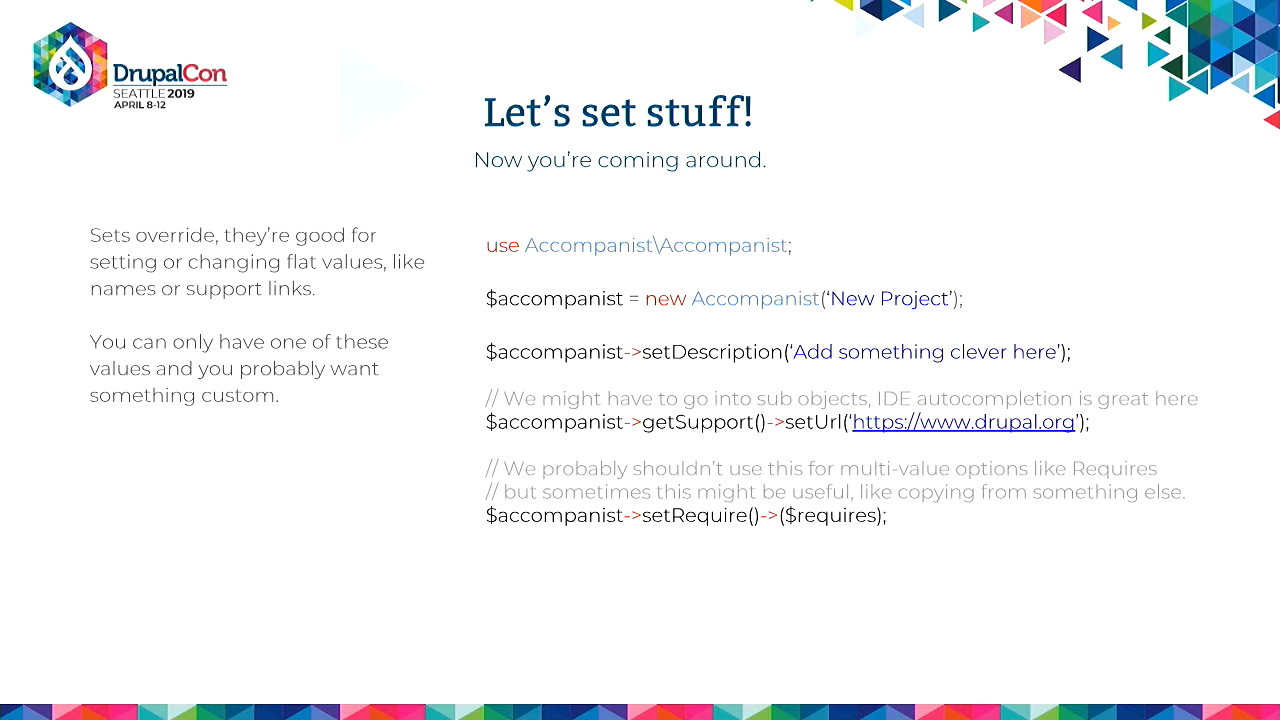 DrupalCon
SEATTLE 2019
APRIL 8-12
Let’s set stuff!
Now you’re coming around.
Sets override, they’re good for
setting or changing flat values, like
names or support links.
You can only have one of these
values and you probably want
something custom.
use Accompanist\Accompanist;
$accompanist = new Accompanist(‘New Project’);
$accompanist->setDescription(‘Add something clever here’);
// We might have to go into sub objects, IDE autocompletion is great here
$accompanist->getSupport()->setUrl(‘https://www.drupal.org’);
// We probably shouldn’t use this for multi-value options like Requires
// but sometimes this might be useful, like copying from something else.
$accompanist->setRequire()->($requires);